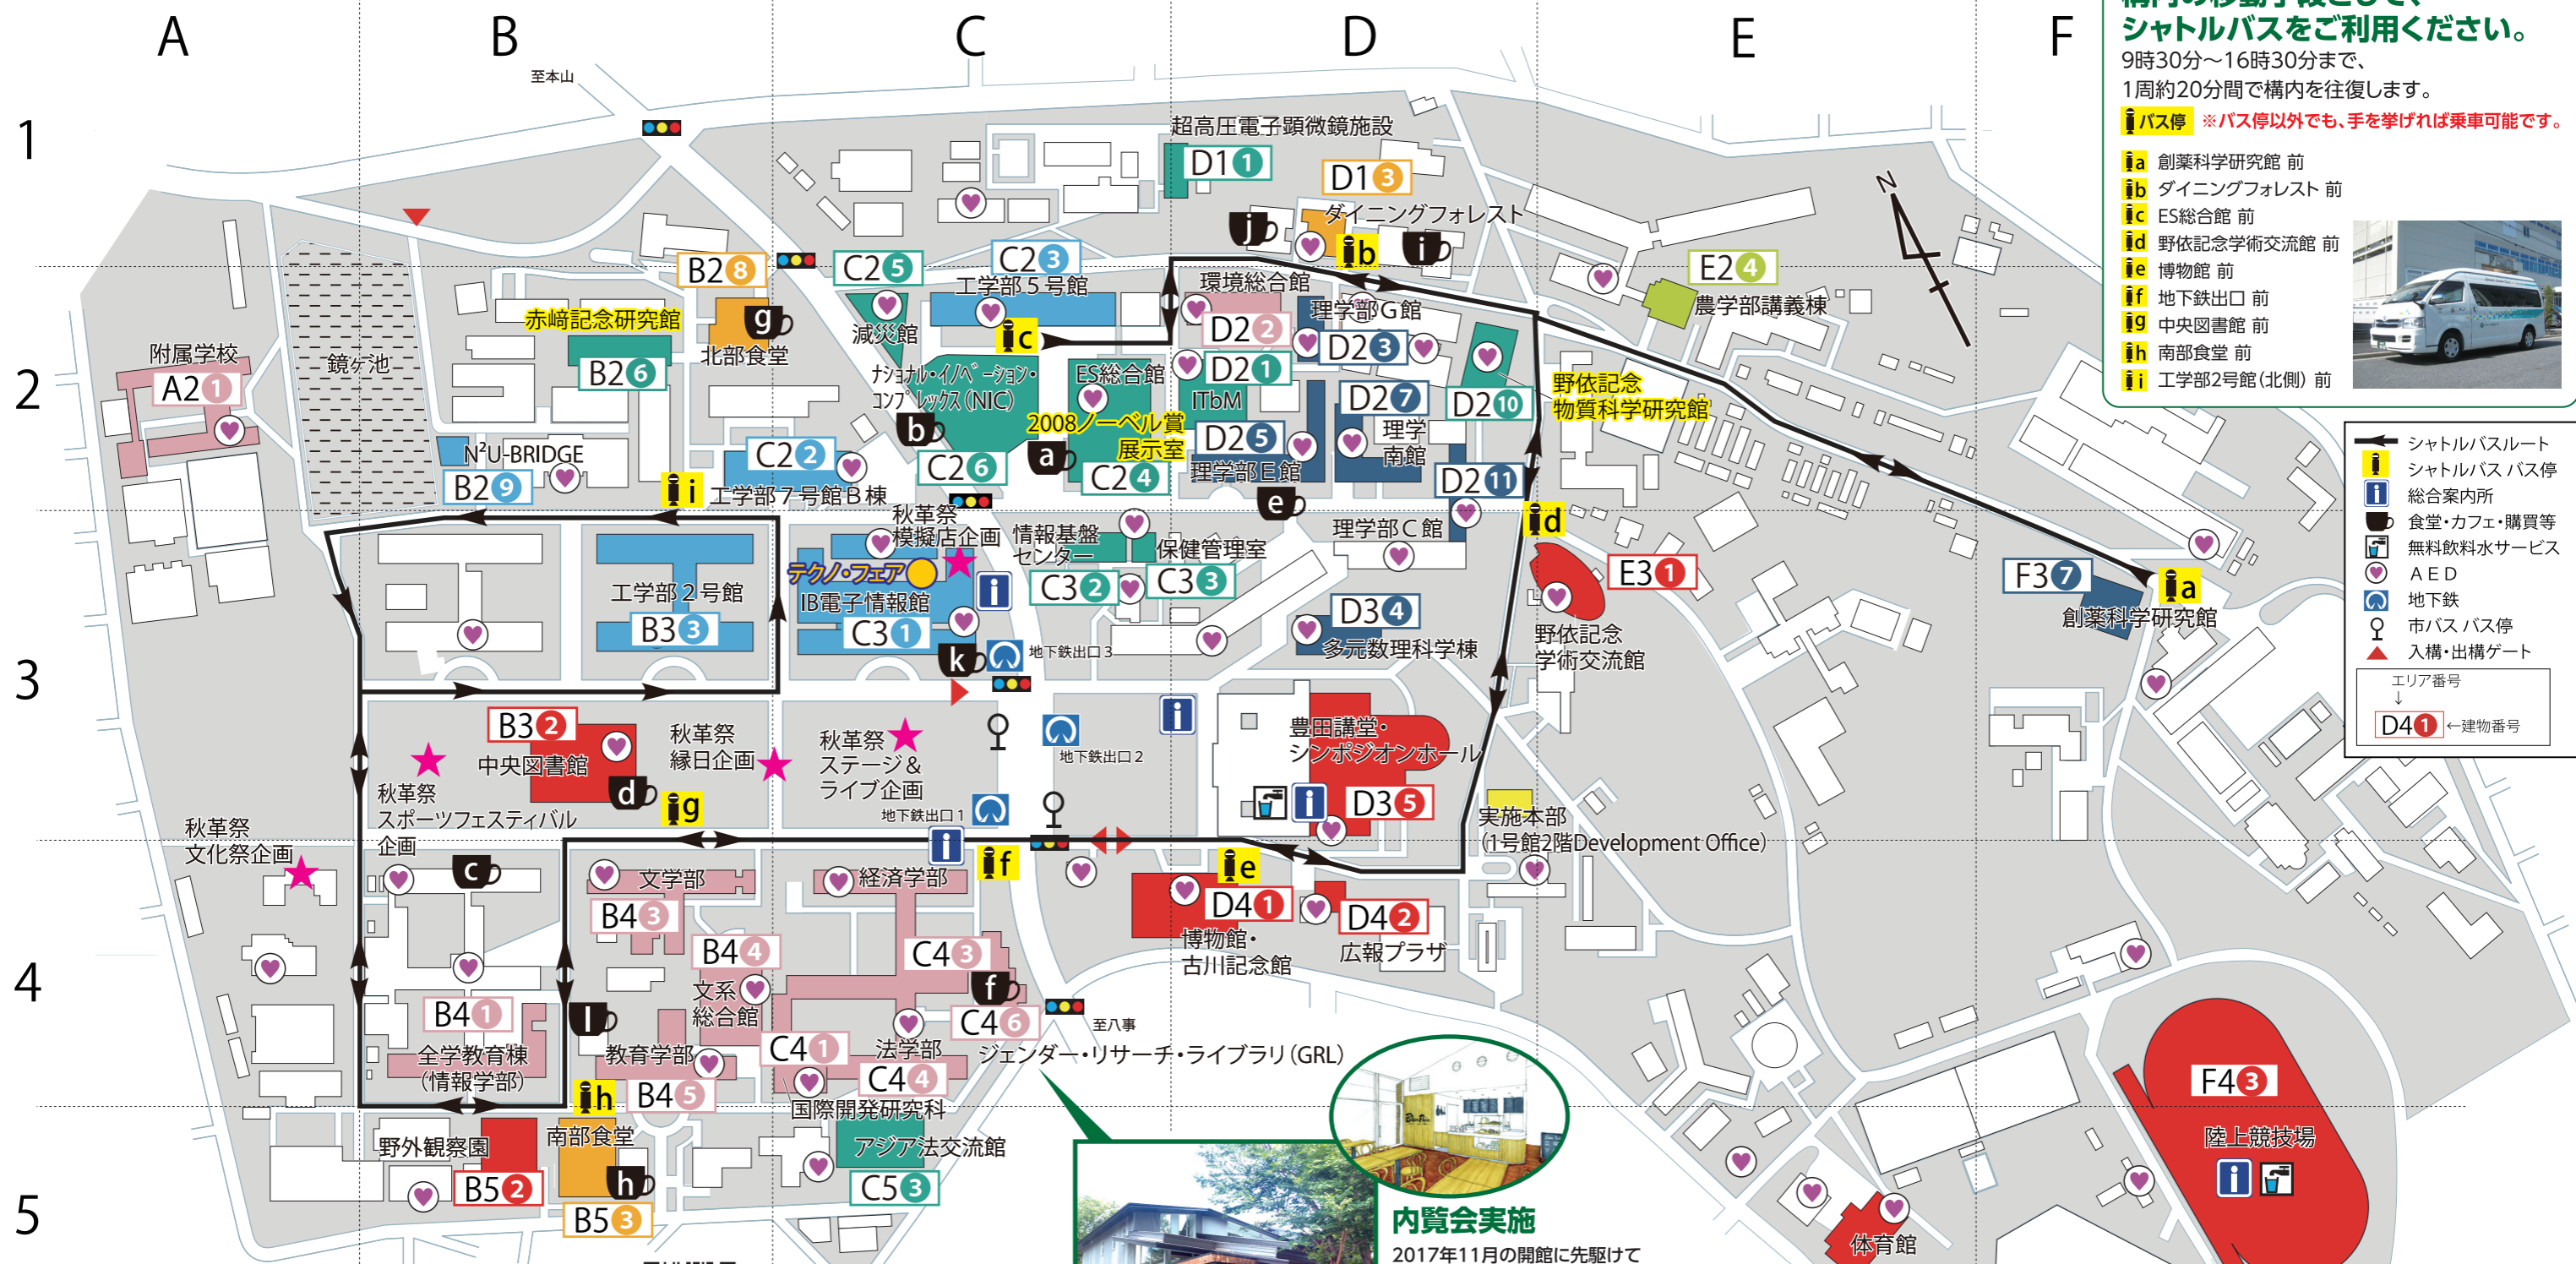 A
B
C
D
E
F
1
2
3
4
5
シャトルバスをご利用ください。
9時30分～16時30分まで、
1周約20分間で構内を往復します。
バス停 ※バス停以外でも、手を挙げれば乗車可能です。
a 創薬科学研究館 前
b ダイニングフォレスト 前
c ES総合館 前
d 野依記念学術交流館 前
e 博物館 前
f 地下鉄出口 前
g 中央図書館 前
h 南部食堂 前
i 工学部2号館（北側） 前
シャトルバスルート
シャトルバス バス停
i 総合案内所
食堂・カフェ・購買等
無料飲料水サービス
ＡＥＤ
地下鉄
市バス バス停
入構・出構ゲート
エリア番号
↓
D4 1 ←建物番号
至本山
超高圧電子顕微鏡施設
D1 1
D1 3
ダイニングフォレスト
j
b
i
N
B2 8
g
北部食堂
C2 5
減災館
C2 3
工学部５号館
c
環境総合館
D2 2
理学部Ｇ館
D2 3
E2 4
農学部講義棟
赤﨑記念研究館
B2 6
附属学校
A2 1
鏡ヶ池
ナショナル・イノベーション・
コンプレックス（NIC）
b
C2 6
ES総合館
2008ノーベル賞
展示室
a
C2 4
D2 1
ITbM
D2 5
理学部Ｅ館
e
D2 7
理学
南館
D2 10
野依記念
物質科学研究館
D2 11
N²U-BRIDGE
B2 9
i
C2 2
工学部７号館Ｂ棟
秋革祭
模擬店企画
テクノ・フェア
IB電子情報館
C3 1
i
k
地下鉄出口３
情報基盤
センター
C3 2
保健管理室
C3 3
理学部Ｃ館
d
E3 1
野依記念
学術交流館
D3 4
多元数理科学棟
F3 7
創薬科学研究館
a
工学部２号館
B3 3
B3 2
中央図書館
d
g
秋革祭
縁日企画
秋革祭
ステージ＆
ライブ企画
秋革祭
スポーツフェスティバル
企画
秋革祭
文化祭企画
地下鉄出口２
地下鉄出口１
i
i
f
豊田講堂・
シンポジオンホール
i
D3 5
実施本部
（1号館2階Development Office）
c
文学部
B4 3
経済学部
e
D4 1
博物館・
古川記念館
D4 2
広報プラザ
B4 4
文系
総合館
C4 3
f
C4 6
ジェンダー・リサーチ・ライブラリ（GRL）
至八事
B4 1
全学教育棟
（情報学部）
l
教育学部
B4 5
h
C4 1
国際開発研究科
法学部
C4 4
野外観察園
B5 2
南部食堂
h
B5 3
アジア法交流館
C5 3
F4 3
陸上競技場
i
体育館
内覧会実施
2017年11月の開館に先駆けて